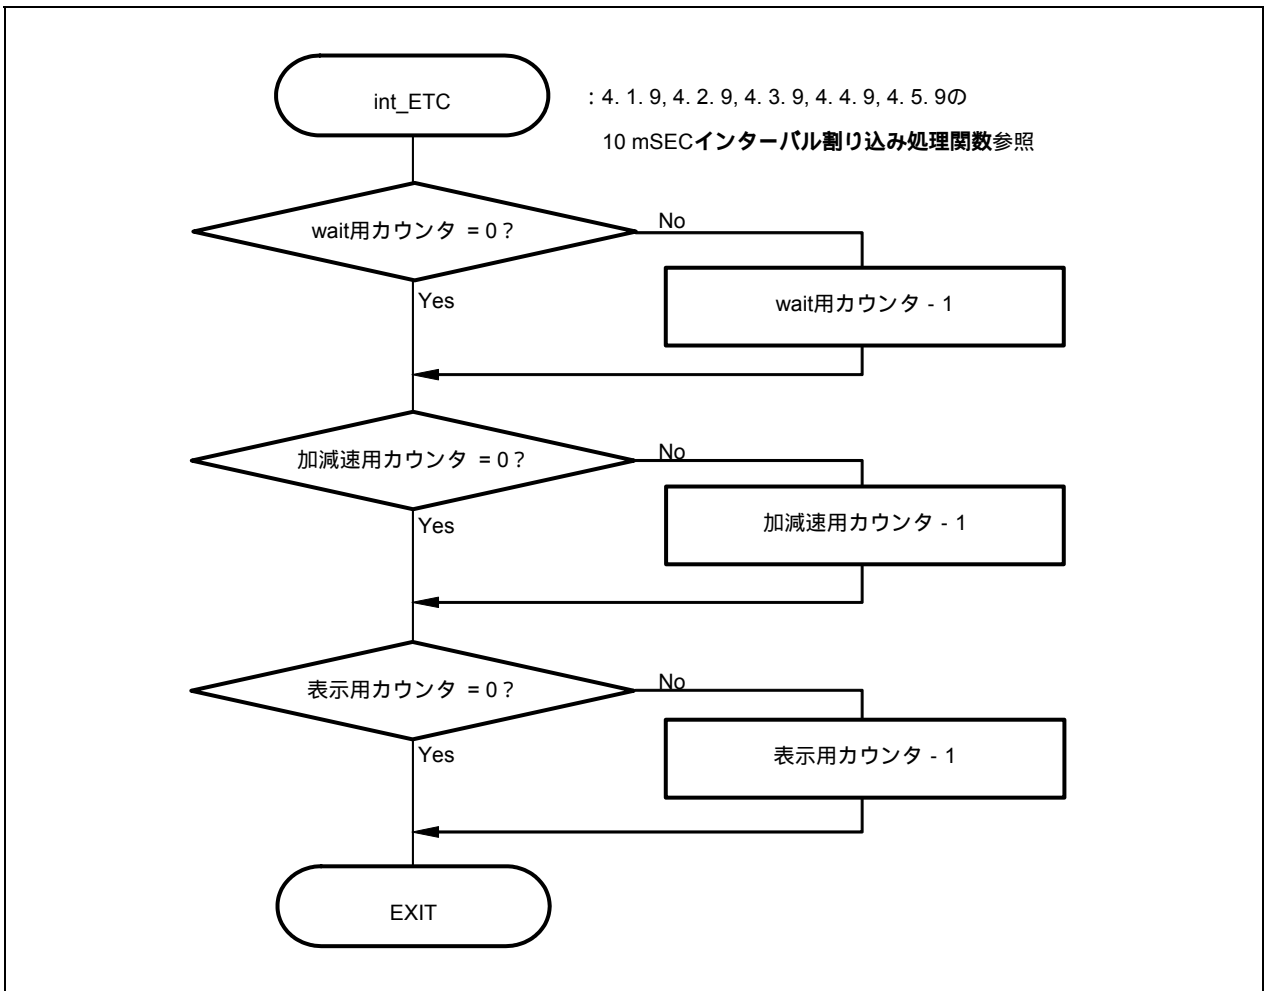 int_ETC
: 4. 1. 9, 4. 2. 9, 4. 3. 9, 4. 4. 9, 4. 5. 9の
10 mSECインターバル割り込み処理関数参照
wait用カウンタ = 0？
No
wait用カウンタ - 1
Yes
加減速用カウンタ = 0？
No
加減速用カウンタ - 1
Yes
表示用カウンタ = 0？
No
表示用カウンタ - 1
Yes
EXIT